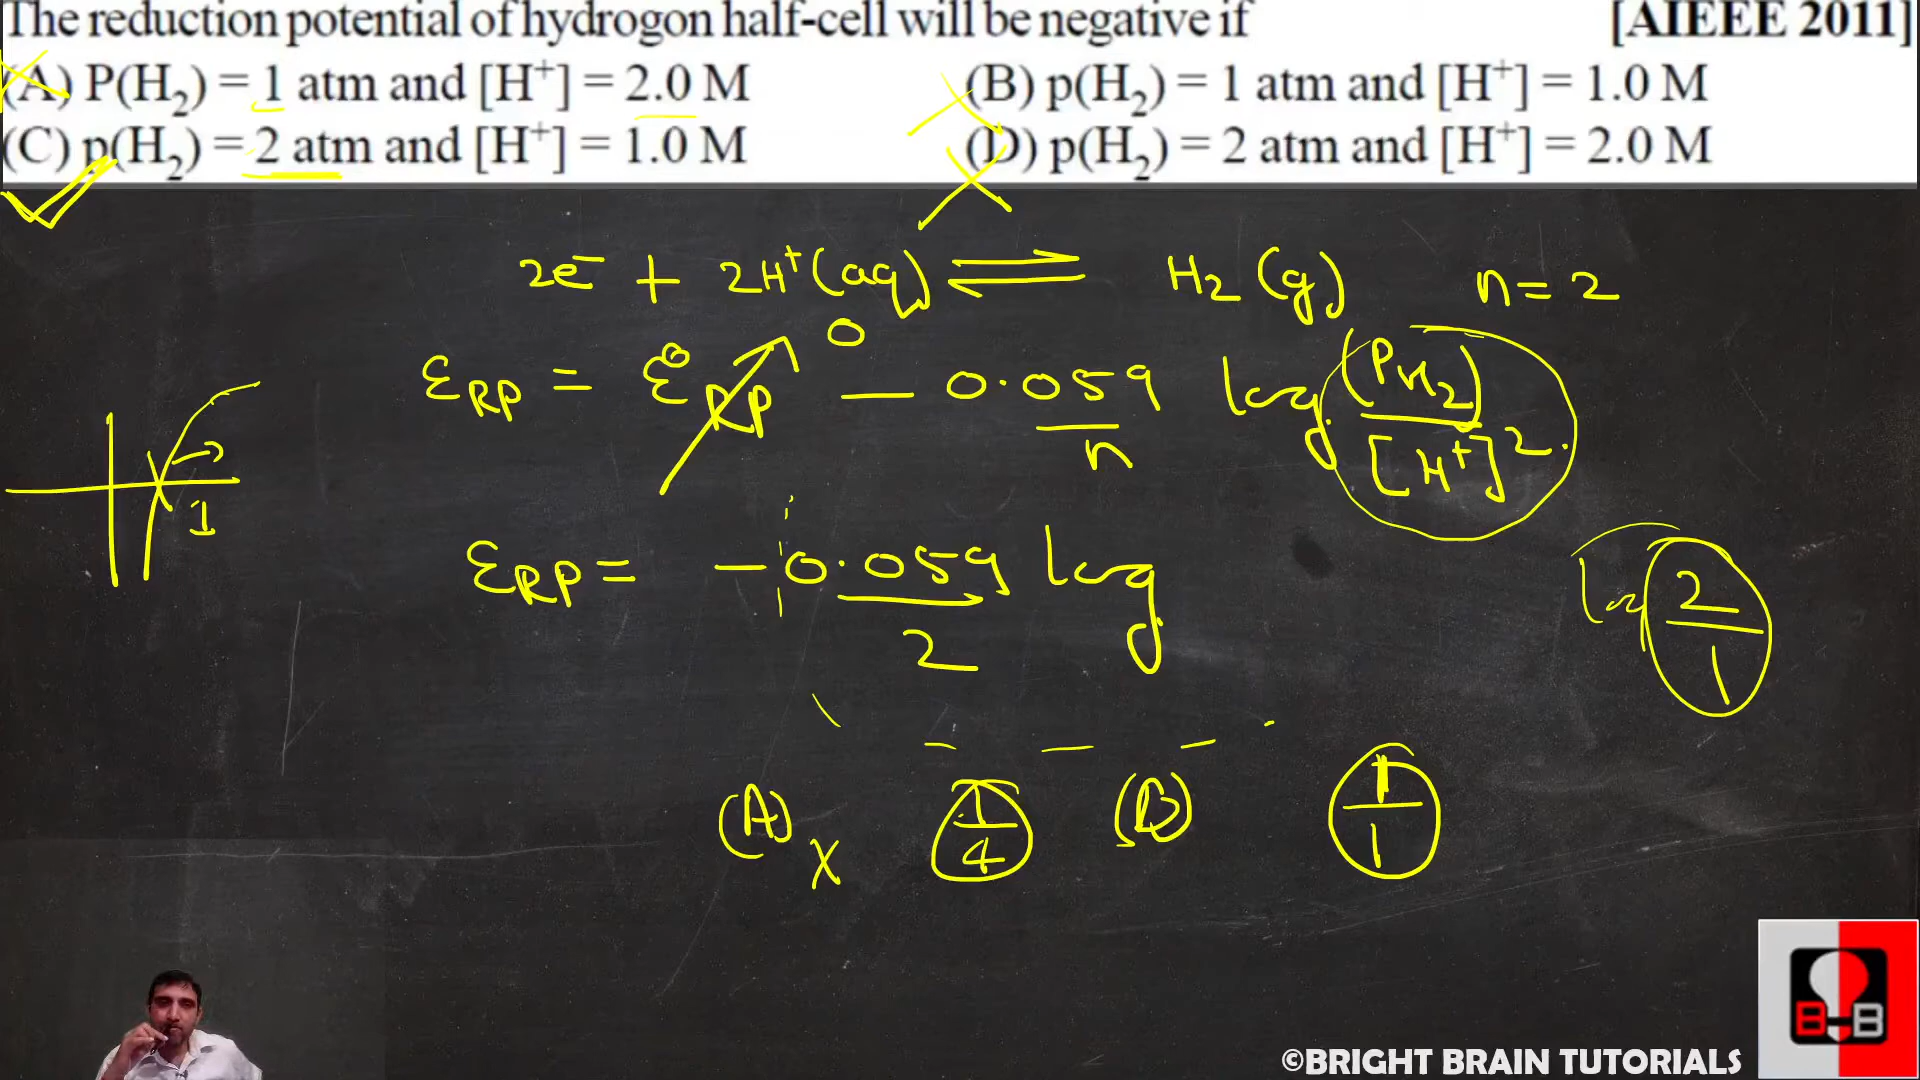 The reduction potential of hydrogon half-cell will be negative if [AIEEE 2011]
(A) P(H₂) = 1 atm and [H⁺] = 2.0 M (B) p(H₂) = 1 atm and [H⁺] = 1.0 M
(C) p(H₂) = 2 atm and [H⁺] = 1.0 M (D) p(H₂) = 2 atm and [H⁺] = 2.0 M
2e⁻ + 2H⁺(aq) ⇌ H₂(g) n = 2
0
ℰRP = ℰ°RP − 0.059/n log (PH₂)/[H⁺]²
1
ℰRP = −0.059/2 log
log 2/1
(A) x 1/4 1/1
B B
©BRIGHT BRAIN TUTORIALS